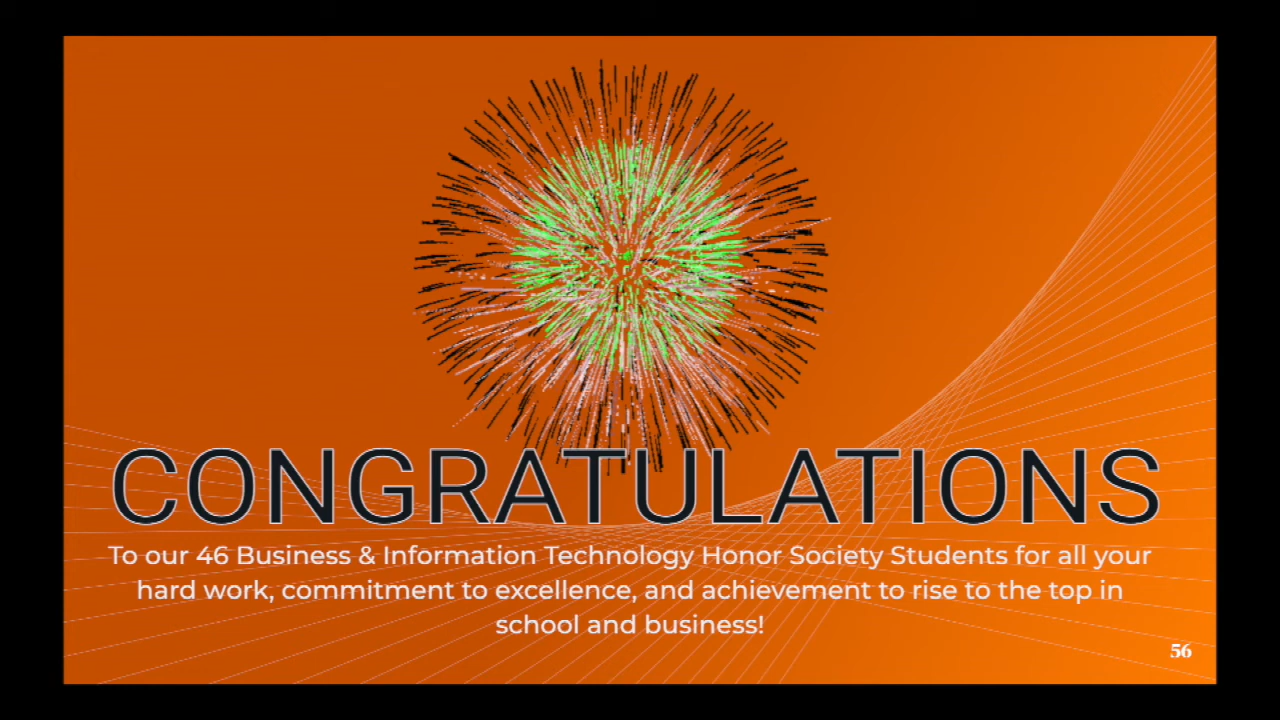 CONGRATULATIONS
To our 46 Business & Information Technology Honor Society Students for all your
hard work, commitment to excellence, and achievement to rise to the top in
school and business!
56